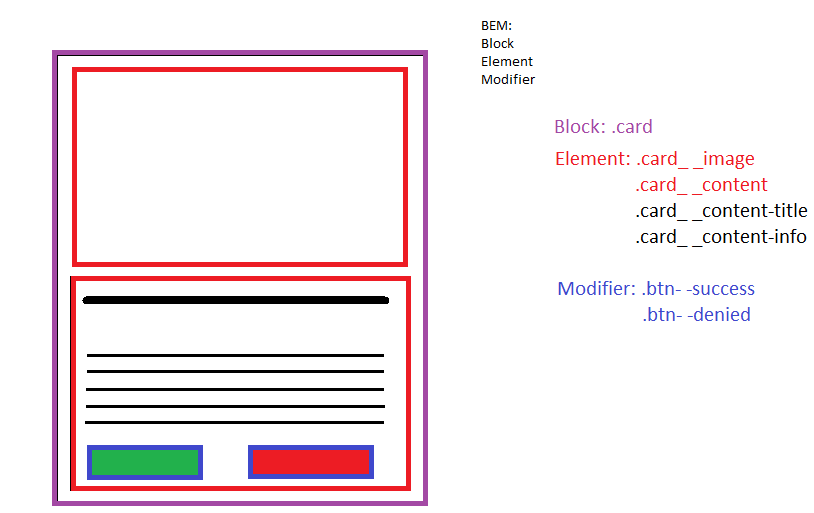 BEM:
Block
Element
Modifier
Block: .card
Element: .card_ _image
.card_ _content
.card_ _content-title
.card_ _content-info
Modifier: .btn- -success
.btn- -denied